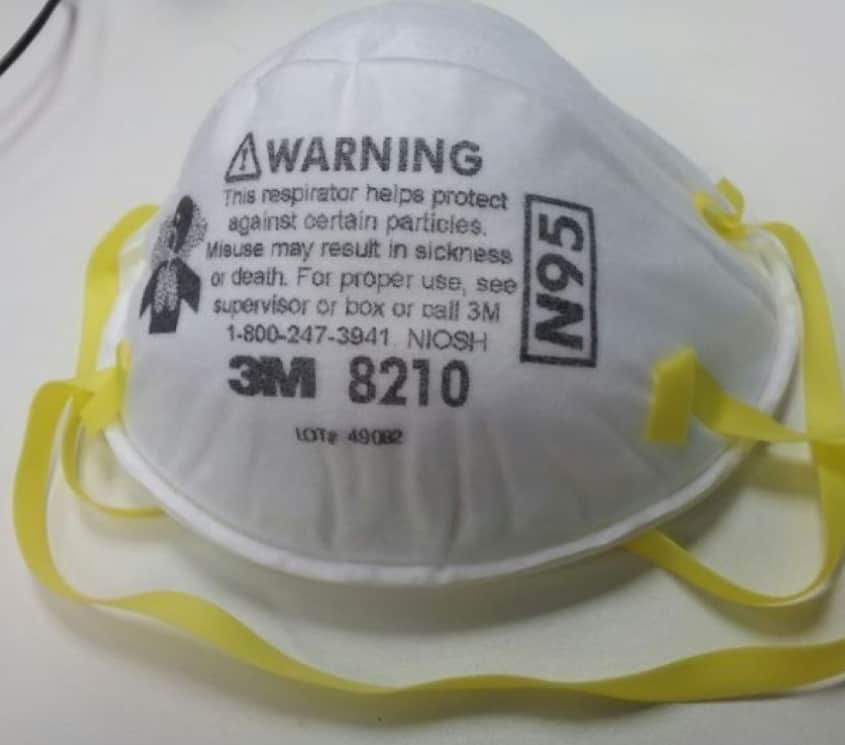 WARNING
This respirator helps protect
against certain particles.
Misuse may result in sickness
or death. For proper use, see
supervisor or box or call 3M
1-800-247-3941 NIOSH
3M 8210
LOT# 49082
N95